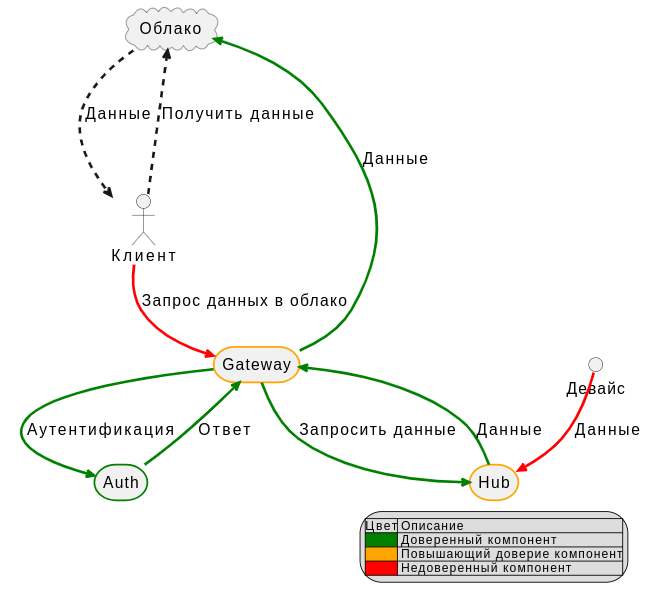 Облако
Данные
Получить данные
Данные
Клиент
Запрос данных в облако
Gateway
Девайс
Аутентификация
Ответ
Запросить данные
Данные
Данные
Auth
Hub
Цвет Описание
Доверенный компонент
Повышающий доверие компонент
Недоверенный компонент